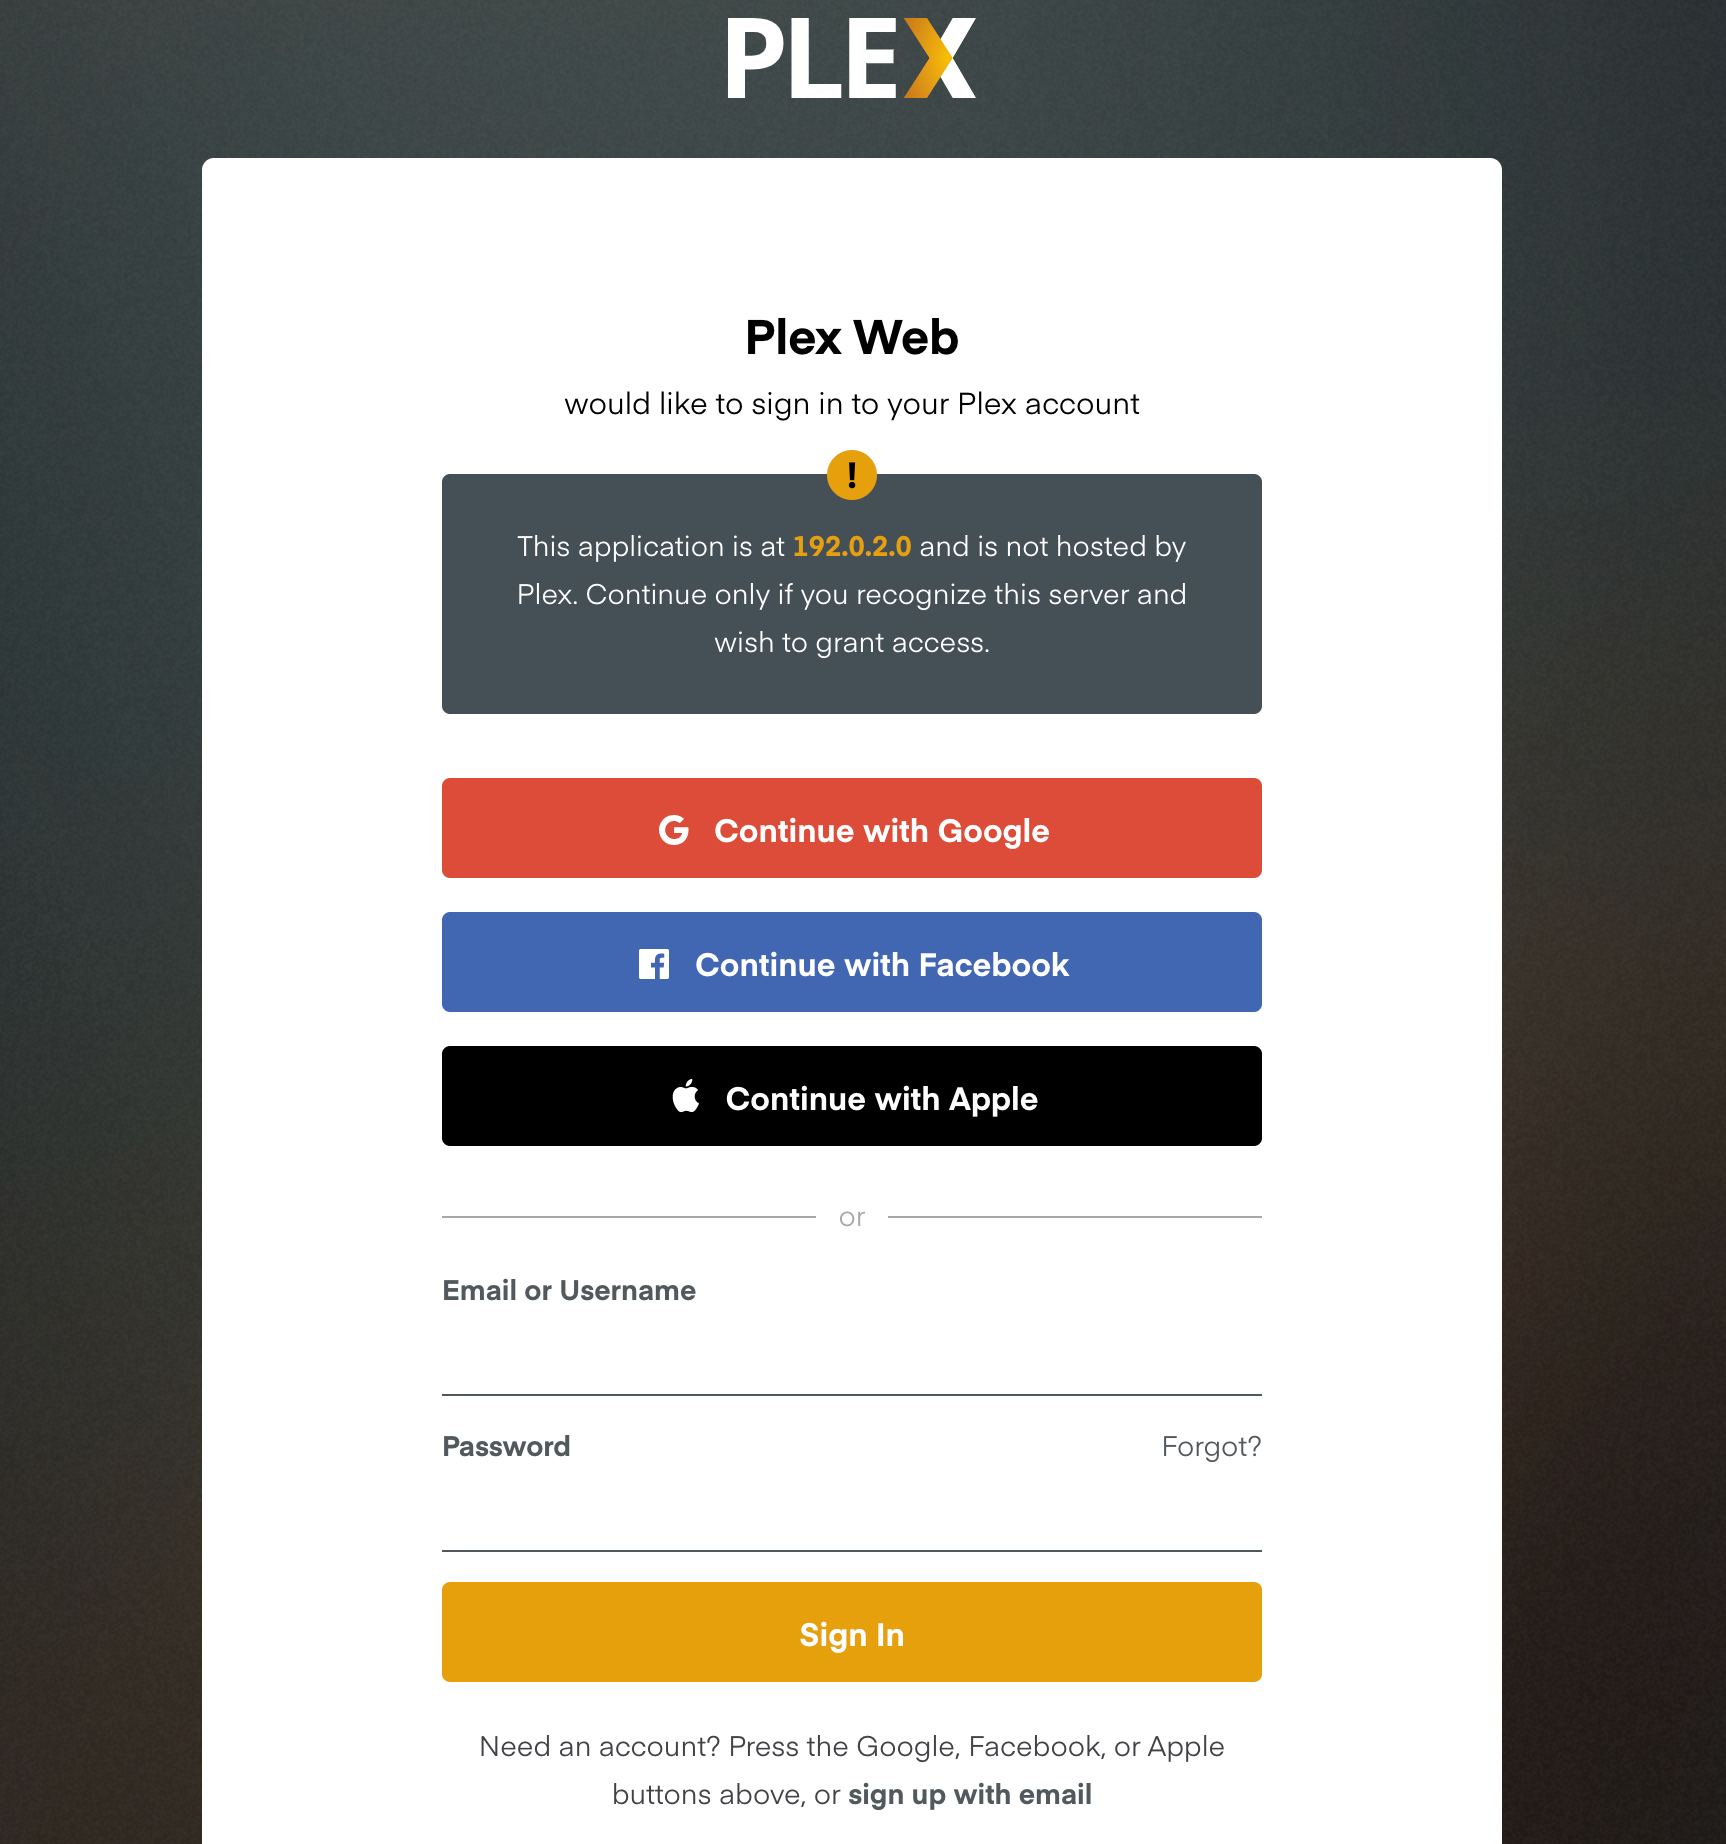 PLEX
Plex Web
would like to sign in to your Plex account
!
This application is at 192.0.2.0 and is not hosted by
Plex. Continue only if you recognize this server and
wish to grant access.
G Continue with Google
f Continue with Facebook
Continue with Apple
or
Email or Username
Password Forgot?
Sign In
Need an account? Press the Google, Facebook, or Apple
buttons above, or sign up with email